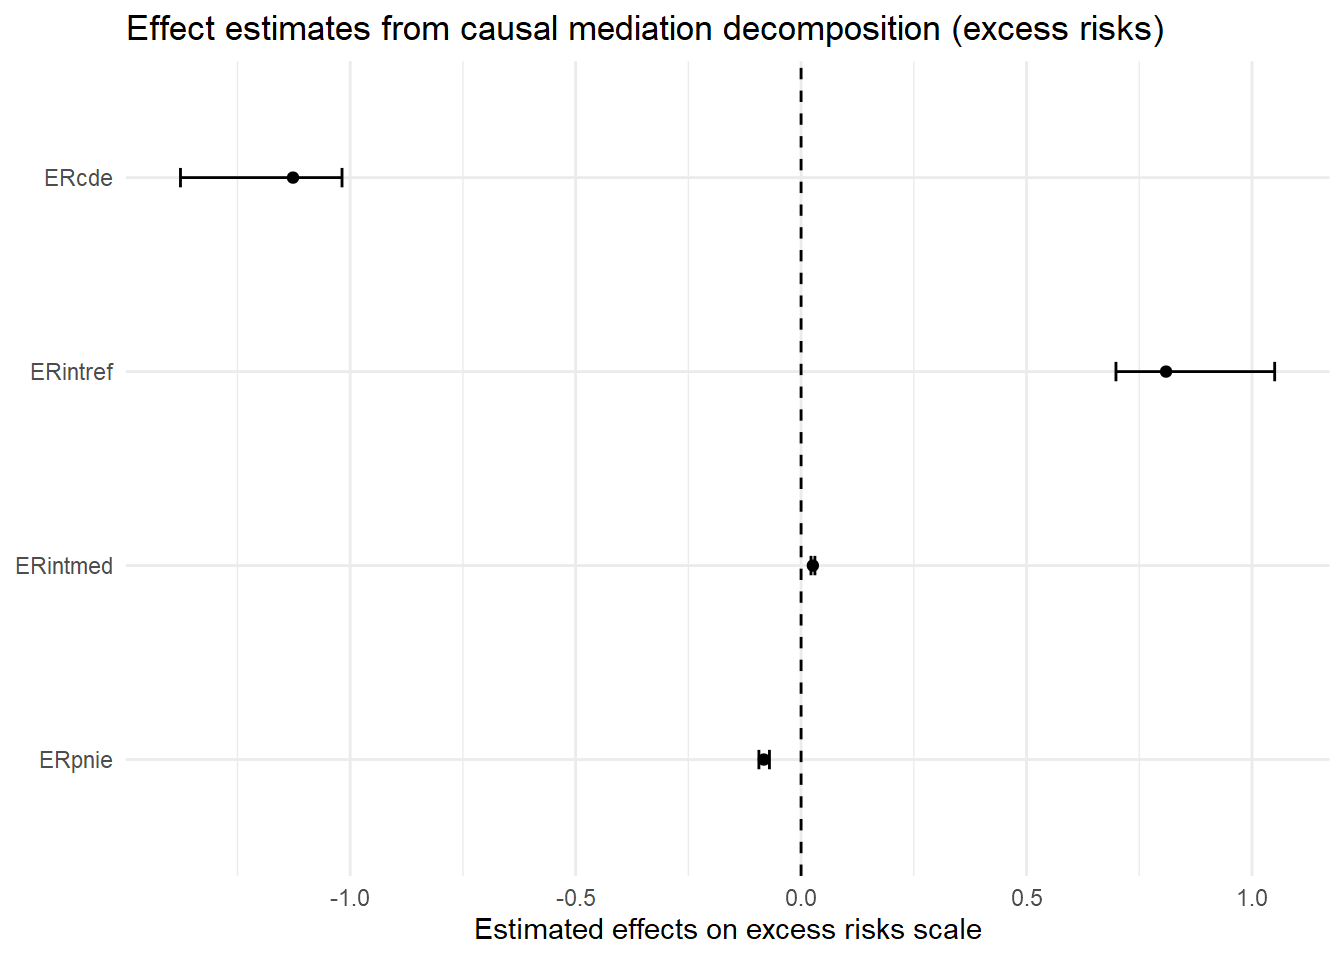 Effect estimates from causal mediation decomposition (excess risks)
ERcde
ERintref
ERintmed
ERpnie
-1.0 -0.5 0.0 0.5 1.0
Estimated effects on excess risks scale